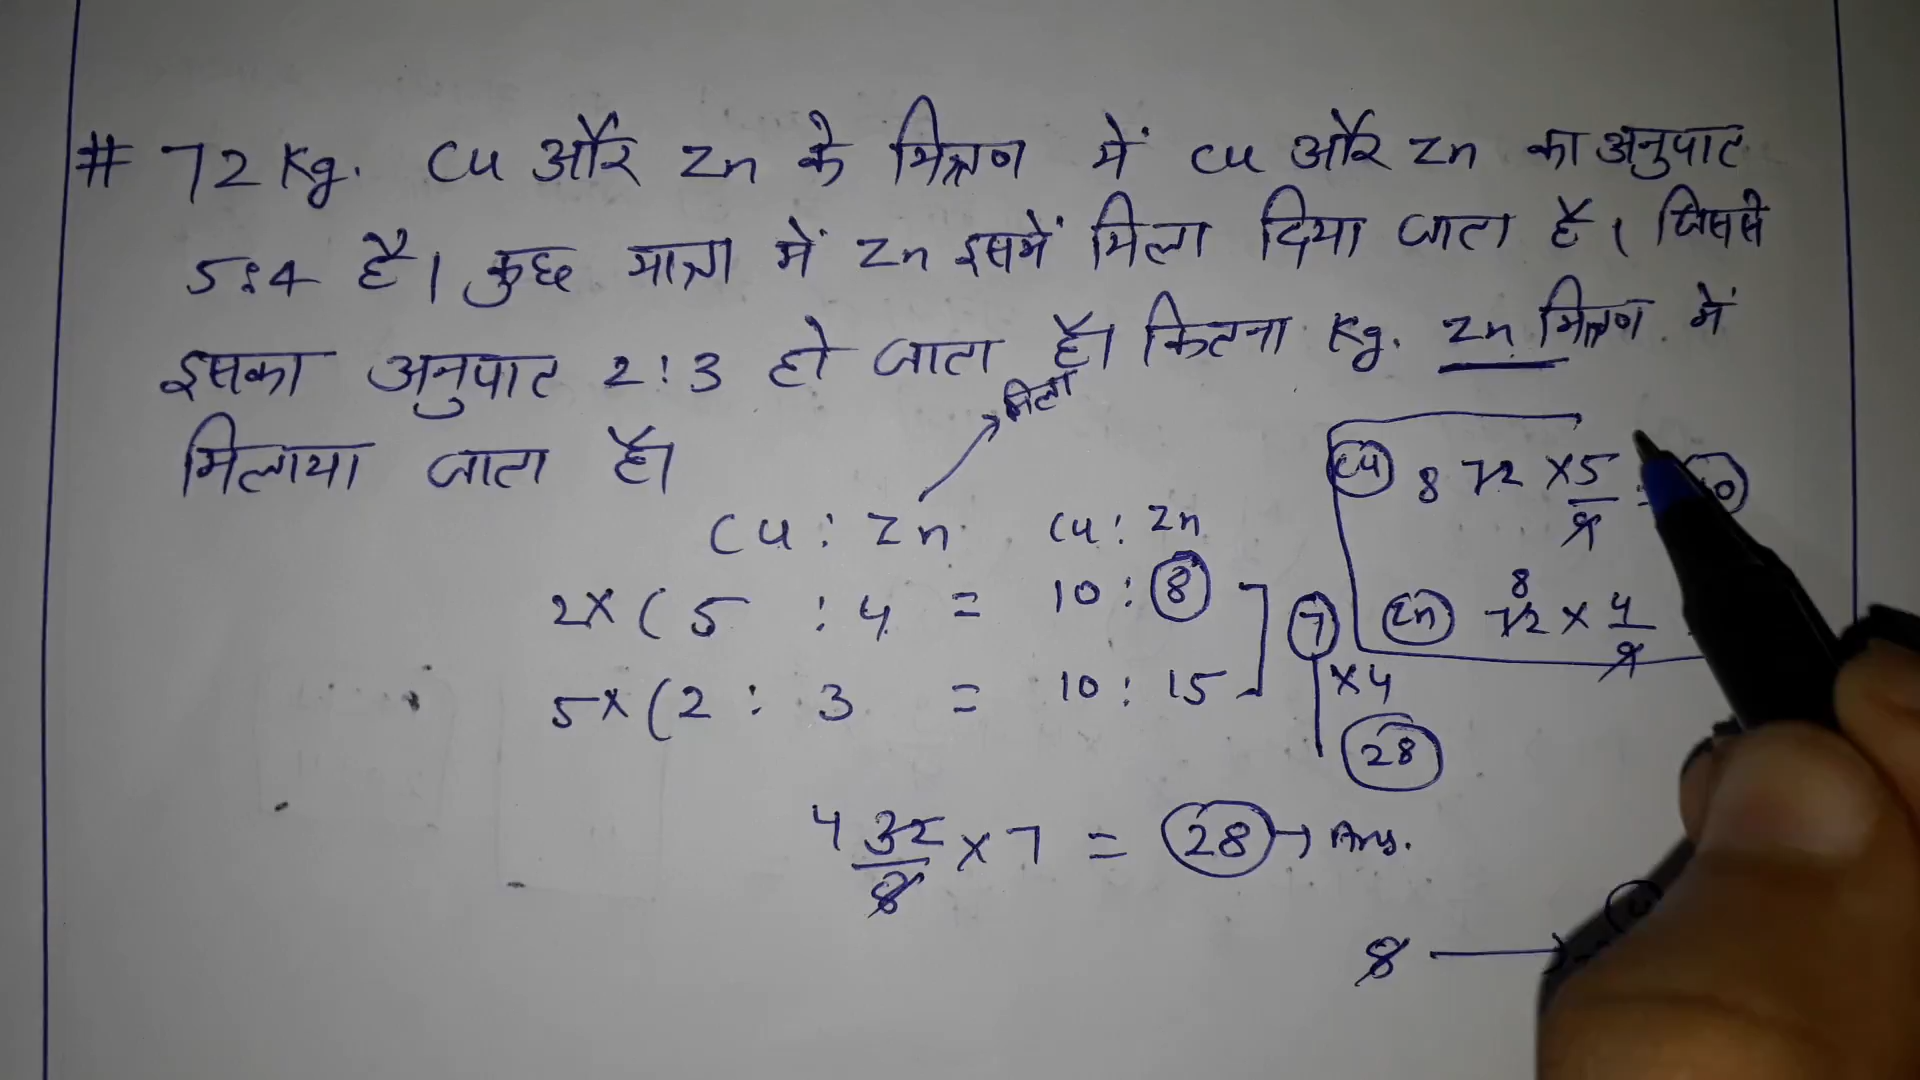 # 72 Kg. Cu और Zn के मिश्रण में Cu और Zn का अनुपात
5:4 है। कुछ मात्रा में Zn इसमें मिला दिया जाता है। जिससे
इसका अनुपात 2:3 हो जाता है। कितना Kg. Zn मिश्रण में
मिलाया जाता है।
मिला
Cu : Zn Cu : Zn
2×(5 : 4 = 10 : 8
5×(2 : 3 = 10 : 15
7
×4
28
Cu 8 72 × 5/9
Zn 8 72 × 4/9
4 32/8 × 7 = 28 → Ans.
8